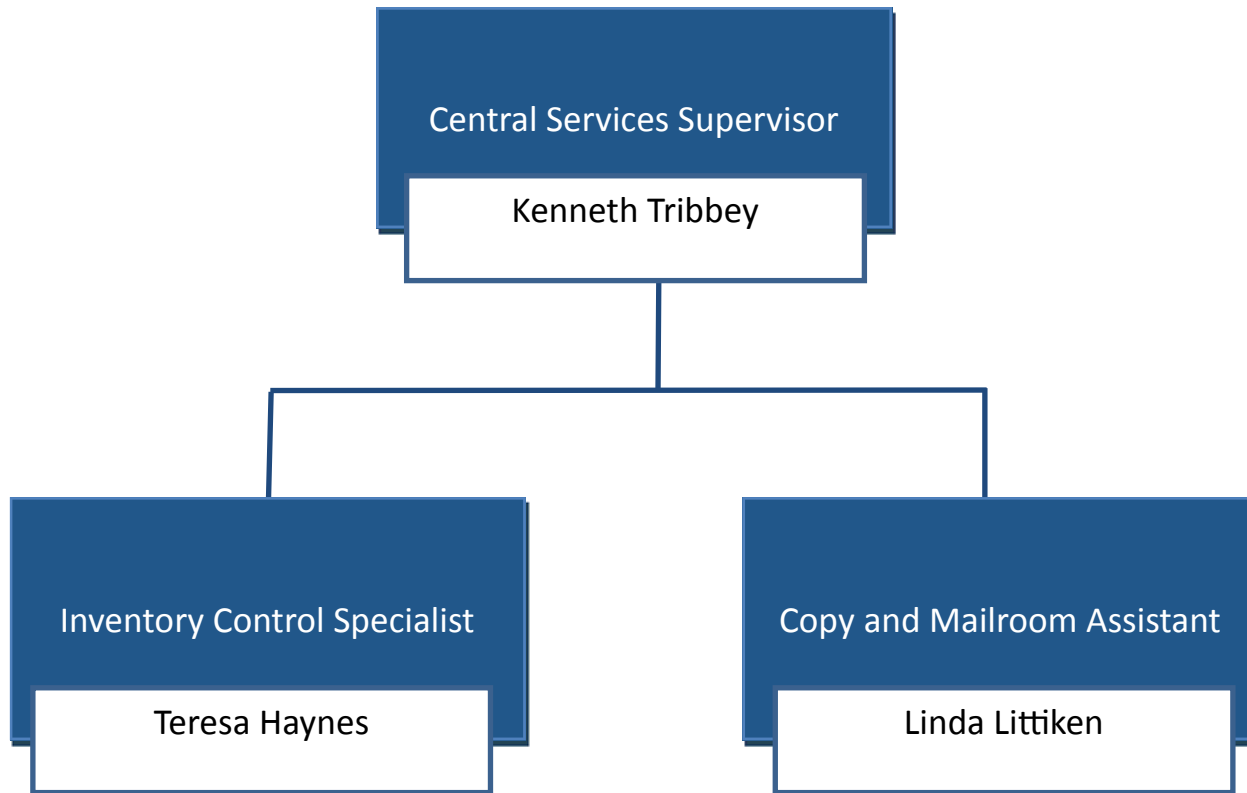 Central Services Supervisor
Kenneth Tribbey
Inventory Control Specialist
Teresa Haynes
Copy and Mailroom Assistant
Linda Littiken